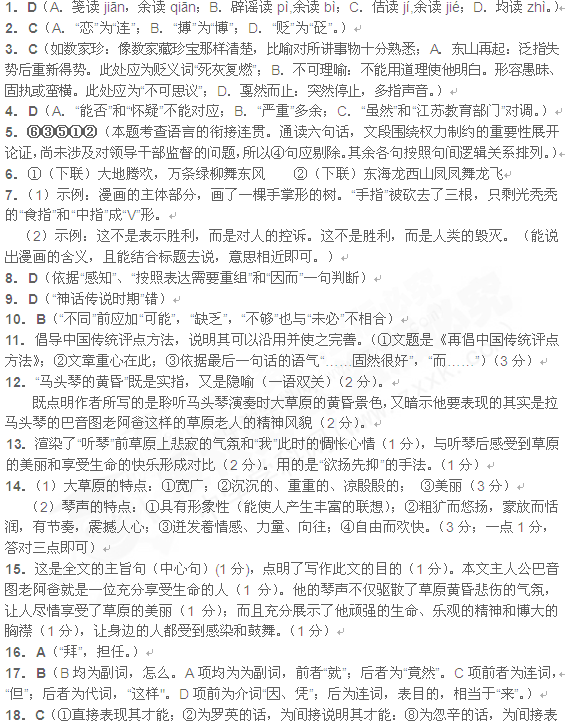 1．D（A．笺读 jiān，余读 qiān；B．辟谣读 pì,余读 bì；C．佶读 jí,余读 jié；D．均读 zhì。）
2．C（A．“恋”为“连”；B．“搏”为“博”；D．“贬”为“砭”。）
3．C（如数家珍：像数家藏珍宝那样清楚，比喻对所讲事物十分熟悉；A．东山再起：泛指失
势后重新得势。此处应为贬义词“死灰复燃”；B．不可理喻：不能用道理使他明白。形容愚昧、
固执或蛮横。此处应为“不可思议”；D．戛然而止：突然停止，多指声音。）
4．D（A．“能否”和“怀疑”不能对应；B．“严重”多余；C．“虽然”和“江苏教育部门”对调。）
5．⑥③⑤①②（本题考查语言的衔接连贯。通读六句话，文段围绕权力制约的重要性展开
论证,尚未涉及对领导干部监督的问题,所以④句应剔除。其余各句按照句间逻辑关系排列。）
6．①（下联）大地腾欢，万条绿柳舞东风　　②（下联）东海龙西山凤凤舞龙飞
7．（1）示例：漫画的主体部分，画了一棵手掌形的树。“手指”被砍去了三根，只剩光秃秃
的“食指”和“中指”成“V”形。
（2）示例：这不是表示胜利，而是对人的控诉。这不是胜利，而是人类的毁灭。（能说
出漫画的含义，且能结合标题去说，意思相近即可。）
8．D（依据“感知”、“按照表达需要重组”和“因而”一句判断）
9．D（“神话传说时期”错）
10．B（“不同”前应加“可能”，“缺乏”，“不够”也与“未必”不相合）
11．倡导中国传统评点方法，说明其可以沿用并使之完善。（①文题是《再倡中国传统评点
方法》；②文章重心在此；③依据最后一句话的语气“……固然很好”，“而……”）（3 分）
12．“马头琴的黄昏”既是实指，又是隐喻（一语双关）（2 分）。
既点明作者所写的是聆听马头琴演奏时大草原的黄昏景色，又暗示他要表现的其实是拉
马头琴的巴音图老阿爸这样的草原老人的精神风貌（2 分）。
13．渲染了“听琴”前草原上悲寂的气氛和“我”此时的惆怅心情（1 分），与听琴后感受到草原
的美丽和享受生命的快乐形成对比（2 分）。用的是“欲扬先抑”的手法。（1 分）
14．（1）大草原的特点：①宽广；②沉沉的、重重的、凉殷殷的； ③美丽（3 分）
（2）琴声的特点：①具有形象性（能使人产生丰富的联想）；②粗犷而悠扬，蒙放而恬
润，有节奏，震撼人心；③迸发着情感、力量、向往；④自由而欢快。（3 分；一点 1 分，
答对三点即可）
15．这是全文的主旨句（中心句）（1 分），点明了写作此文的目的（1 分）。本文主人公巴音
图老阿爸就是一位充分享受生命的人（1 分）。他的琴声不仅驱散了草原黄昏悲伤的气氛，
让人尽情享受了草原的美丽（1 分）；而且充分展示了他顽强的生命、乐观的精神和博大的
胸襟（1 分），让身边的人都受到感染和鼓舞。（1 分）
16．A（“拜”，担任。）
17．B（B 均为副词，怎么。A 项均为为副词，前者“就”；后者为“竟然”。C 项前者为连词，
“但”；后者为代词，“这样”。D 项前为介词“因、凭”；后为连词，表目的，相当于“来”。）
18．C（①直接表现其才能；②为罗英的话，为间接说明其才能；⑧为忽辛的话，为间接表